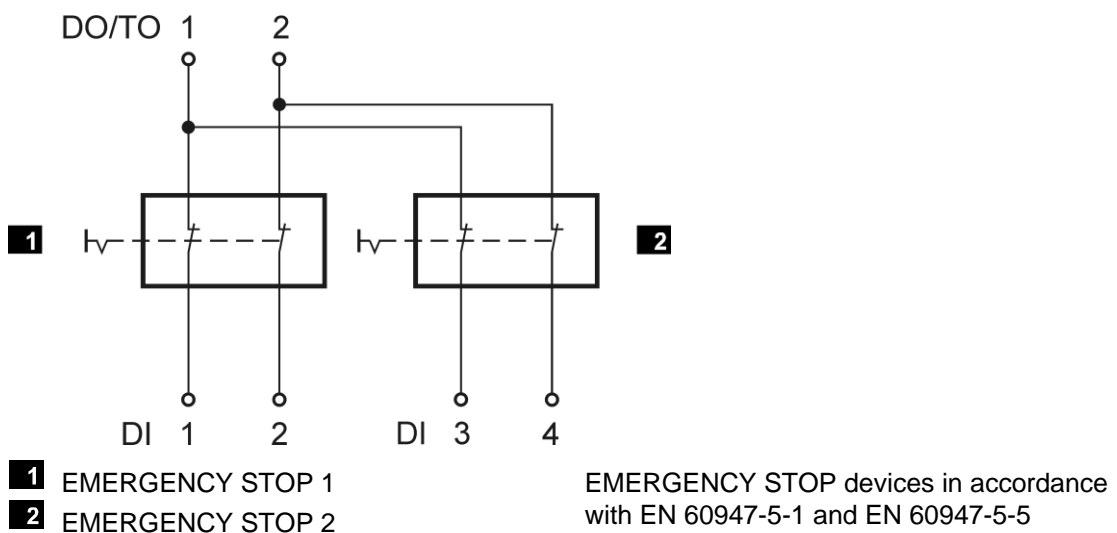 DO/TO 1 2
1
2
DI 1 2 DI 3 4
1 EMERGENCY STOP 1
2 EMERGENCY STOP 2
EMERGENCY STOP devices in accordance
with EN 60947-5-1 and EN 60947-5-5